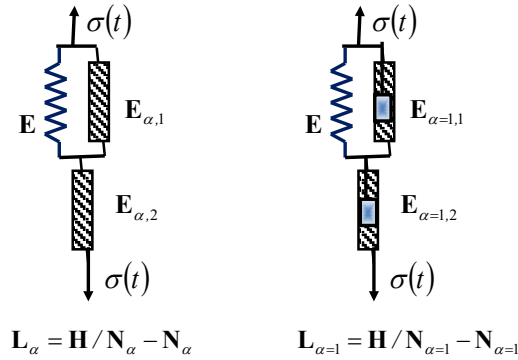 σ(t) σ(t)
E E_{α,1} E E_{α=1,1}
E_{α,2} E_{α=1,2}
σ(t) σ(t)
L_α = H / N_α − N_α L_{α=1} = H / N_{α=1} − N_{α=1}